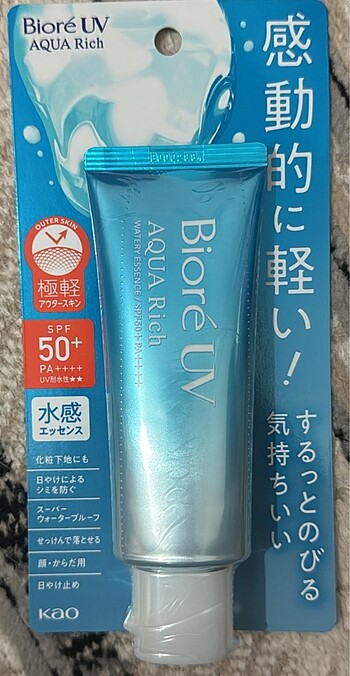 Bioré UV
AQUA Rich
感動的に軽い!
するっとのびる
気持ちいい
OUTER SKIN
極軽
アウタースキン
SPF
50+
PA++++
UV耐水性★★
水感
エッセンス
化粧下地にも
日やけによる
シミを防ぐ
スーパー
ウォータープルーフ
せっけんで落とせる
顔・からだ用
日やけ止め
Kao
Bioré UV
AQUA Rich
WATERY ESSENCE / SPF50+ PA++++